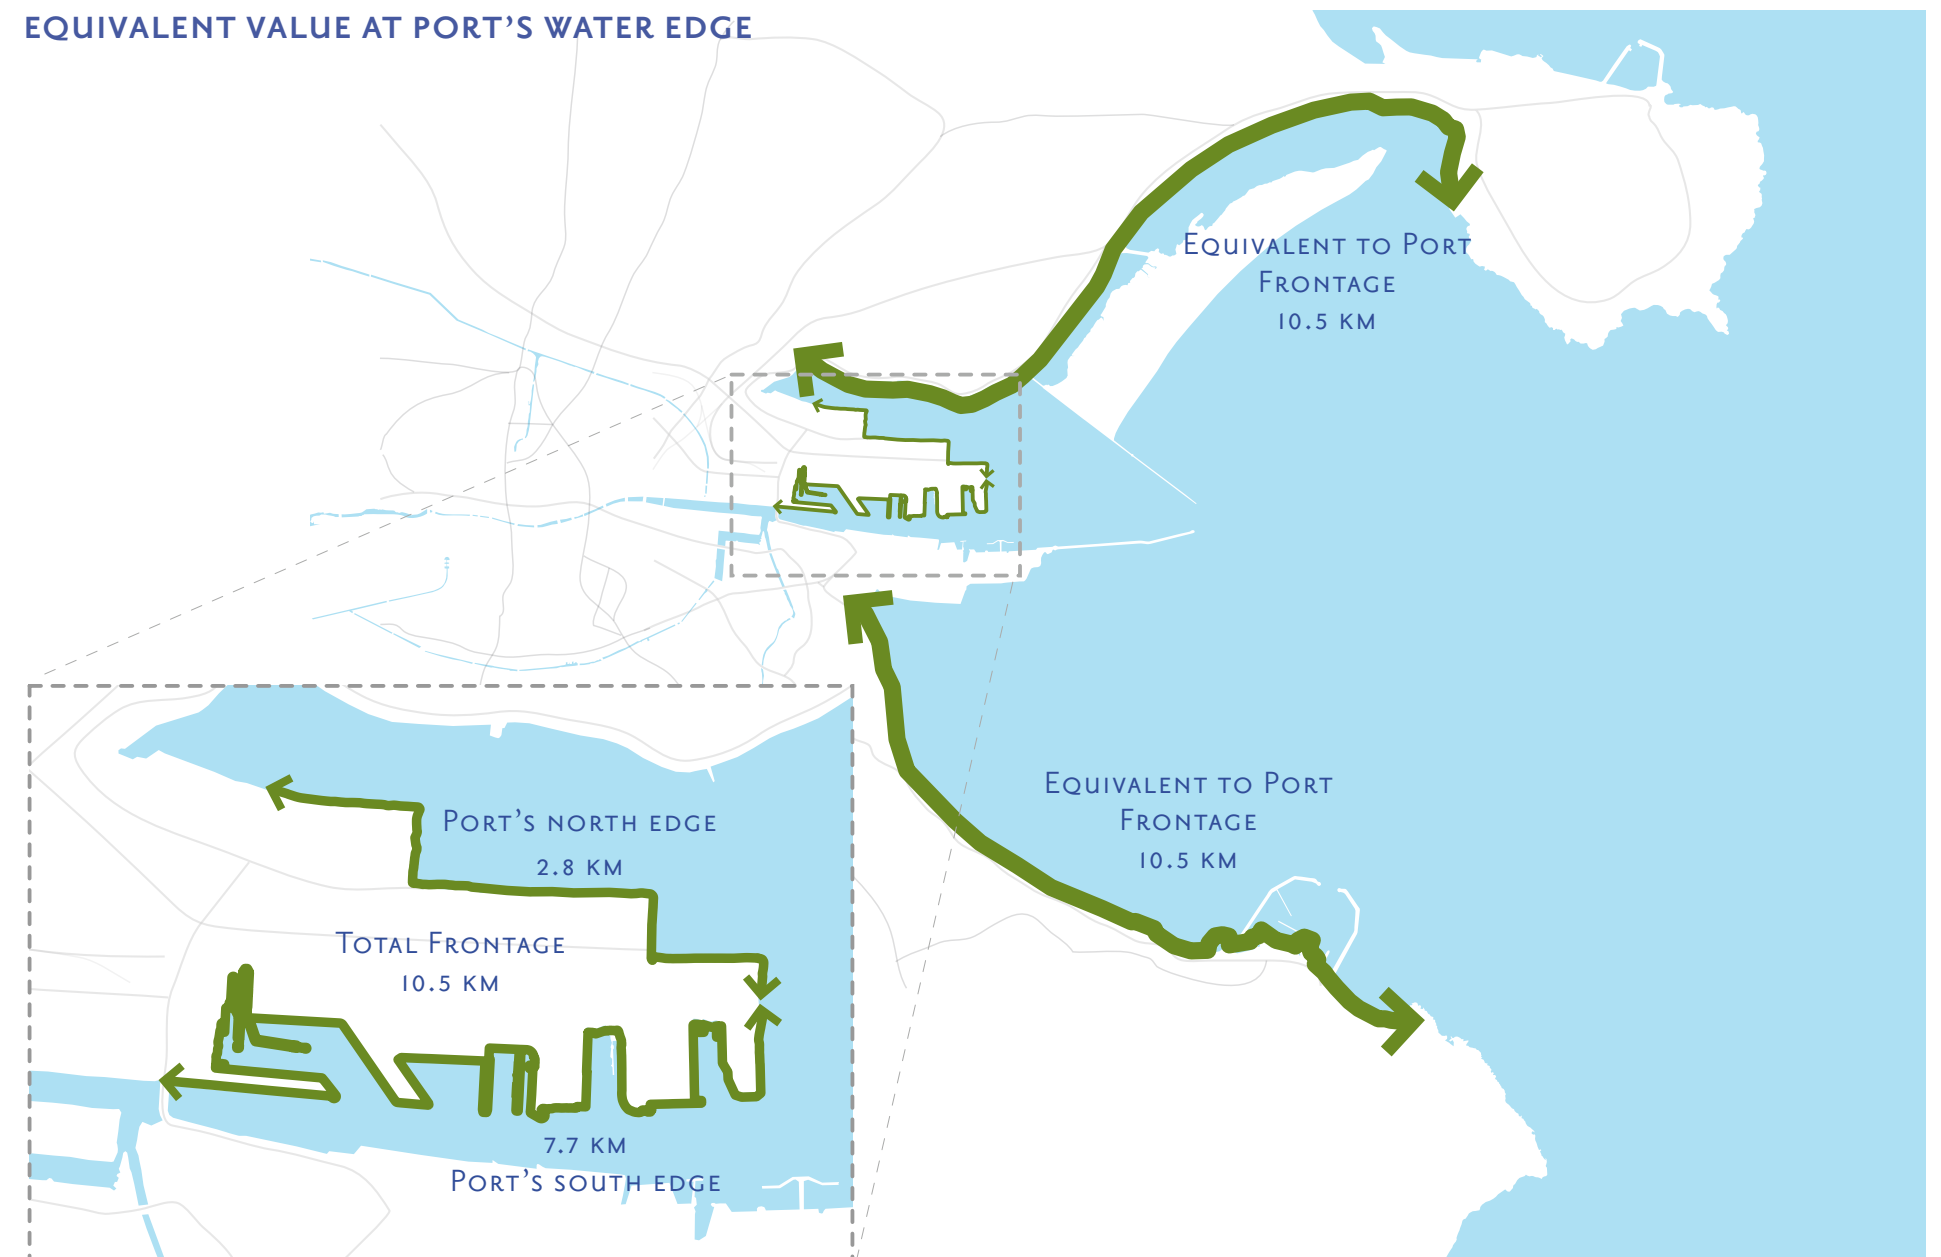 EQUIVALENT VALUE AT PORT'S WATER EDGE
Equivalent to Port
Frontage
10.5 km
Equivalent to Port
Frontage
10.5 km
Port's north edge
2.8 km
Total Frontage
10.5 km
7.7 km
Port's south edge